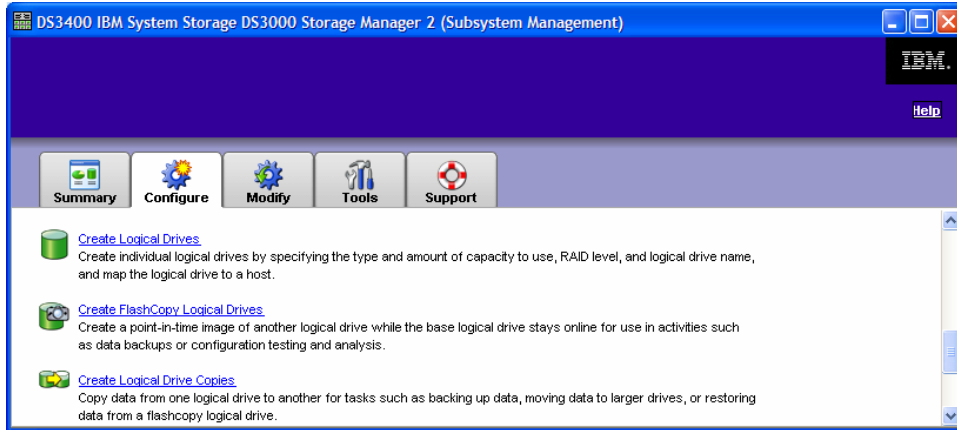 DS3400 IBM System Storage DS3000 Storage Manager 2 (Subsystem Management)
IBM.
Help
Summary
Configure
Modify
Tools
Support
Create Logical Drives
Create individual logical drives by specifying the type and amount of capacity to use, RAID level, and logical drive name,
and map the logical drive to a host.
Create FlashCopy Logical Drives
Create a point-in-time image of another logical drive while the base logical drive stays online for use in activities such
as data backups or configuration testing and analysis.
Create Logical Drive Copies
Copy data from one logical drive to another for tasks such as backing up data, moving data to larger drives, or restoring
data from a flashcopy logical drive.